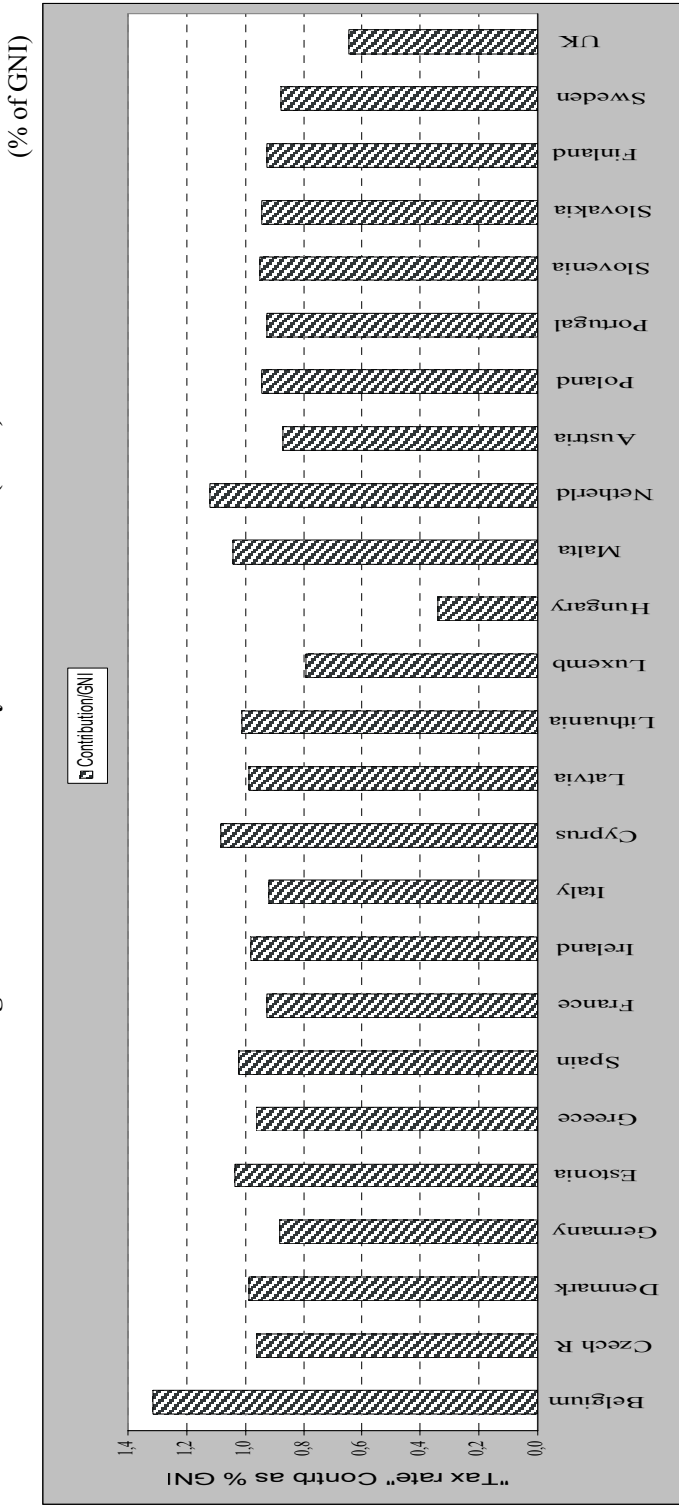 (% of GNI)
Contribution/GNI
"Tax rate" Contrb as % GNI
1,4
1,2
1,0
0,8
0,6
0,4
0,2
0,0
Belgium
Czech R
Denmark
Germany
Estonia
Greece
Spain
France
Ireland
Italy
Cyprus
Latvia
Lithuania
Luxemb
Hungary
Malta
Netherld
Austria
Poland
Portugal
Slovenia
Slovakia
Finland
Sweden
UK